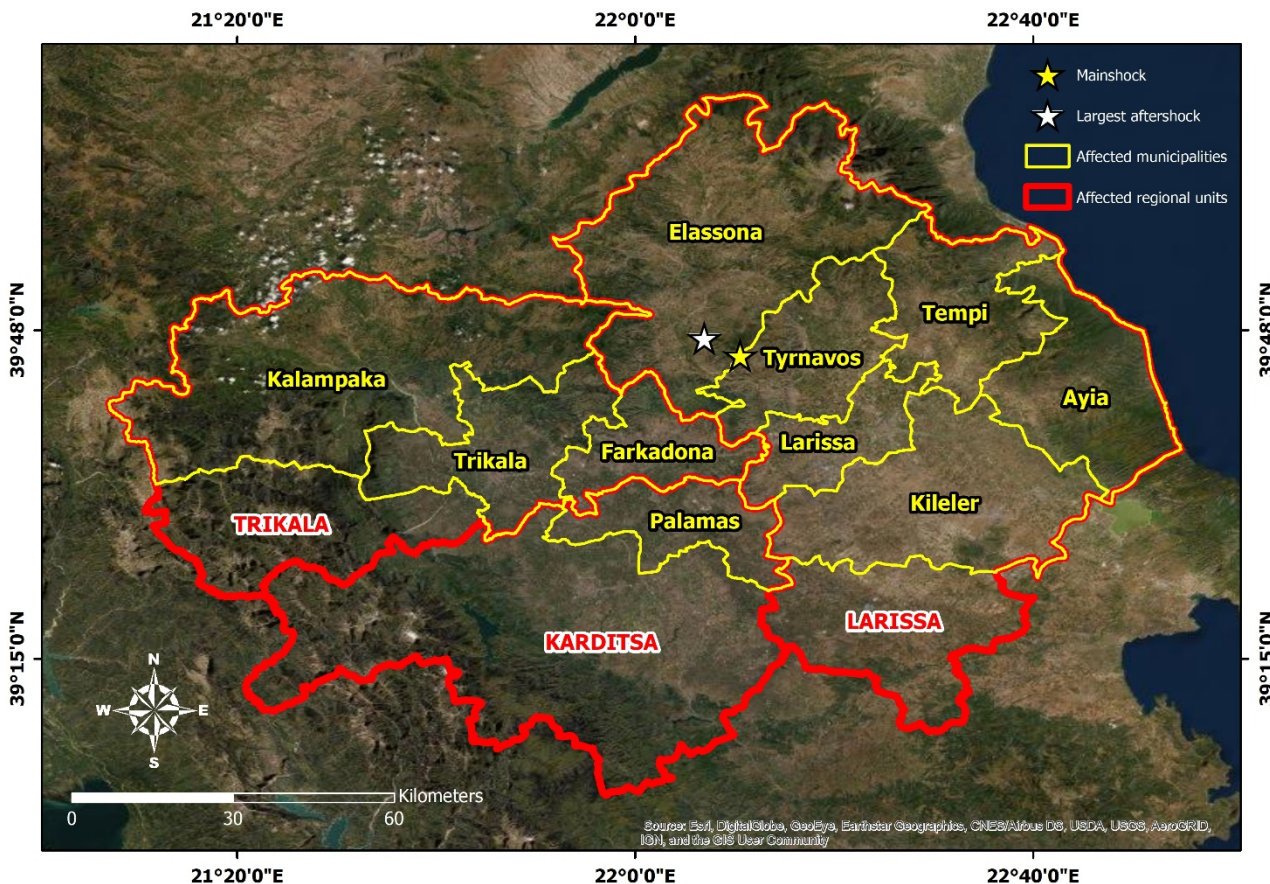 21°20'0"E
22°0'0"E
22°40'0"E
Mainshock
Largest aftershock
Affected municipalities
Affected regional units
Elassona
39°48'0"N
39°48'0"N
Tempi
Tyrnavos
Kalampaka
Ayia
Larissa
Farkadona
Trikala
Kileler
Palamas
TRIKALA
LARISSA
KARDITSA
39°15'0"N
39°15'0"N
N
W
E
S
Kilometers
0
30
60
Source: Esri, DigitalGlobe, GeoEye, Earthstar Geographics, CNES/Airbus DS, USDA, USGS, AeroGRID,
IGN, and the GIS User Community
21°20'0"E
22°0'0"E
22°40'0"E